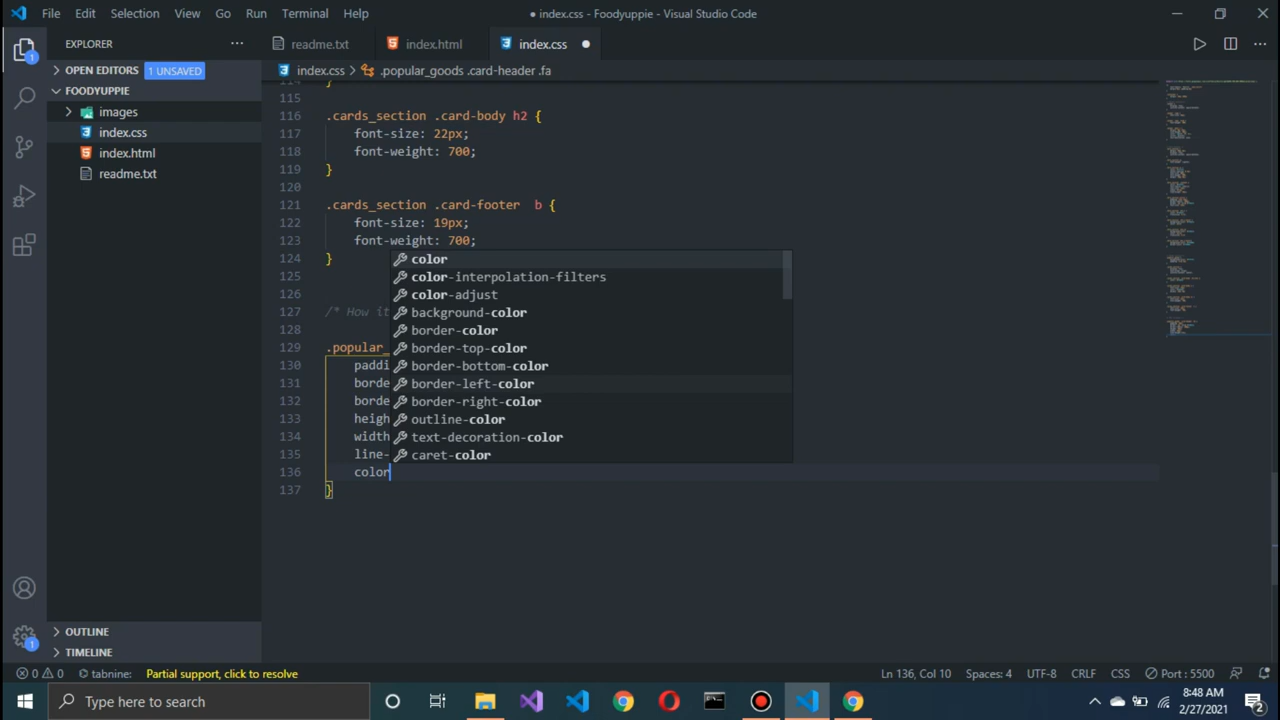 File Edit Selection View Go Run Terminal Help
● index.css - Foodyuppie - Visual Studio Code
EXPLORER
readme.txt
index.html
index.css
OPEN EDITORS 1 UNSAVED
index.css > .popular_goods .card-header .fa
FOODYUPPIE
images
index.css
index.html
readme.txt
114 }
115
116 .cards_section .card-body h2 {
117 font-size: 22px;
118 font-weight: 700;
119 }
120
121 .cards_section .card-footer b {
122 font-size: 19px;
123 font-weight: 700;
124 }
125
126
127 /* How it
128
129 .popular_
130 paddi
131 borde
132 borde
133 heigh
134 width
135 line-
136 color
137 }
color
color-interpolation-filters
color-adjust
background-color
border-color
border-top-color
border-bottom-color
border-left-color
border-right-color
outline-color
text-decoration-color
caret-color
OUTLINE
TIMELINE
0 0 tabnine: Partial support, click to resolve
Ln 136, Col 10 Spaces: 4 UTF-8 CRLF CSS Port : 5500
Type here to search
8:48 AM
2/27/2021
1
1
2